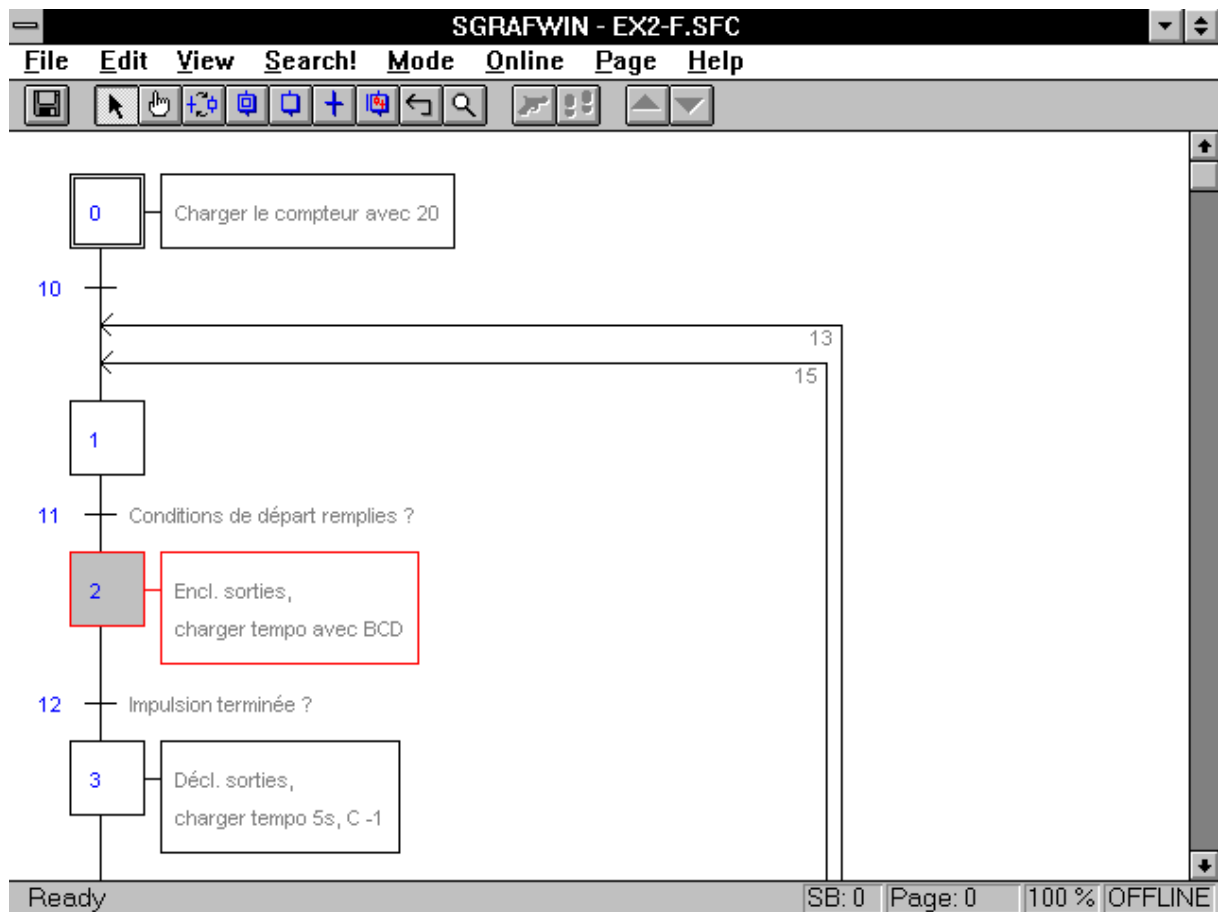 SGRAFWIN - EX2-F.SFC
File Edit View Search! Mode Online Page Help
0
Charger le compteur avec 20
10
13
15
1
11
Conditions de départ remplies ?
2
Encl. sorties,
charger tempo avec BCD
12
Impulsion terminée ?
3
Décl. sorties,
charger tempo 5s, C -1
Ready
SB: 0 Page: 0 100 % OFFLINE